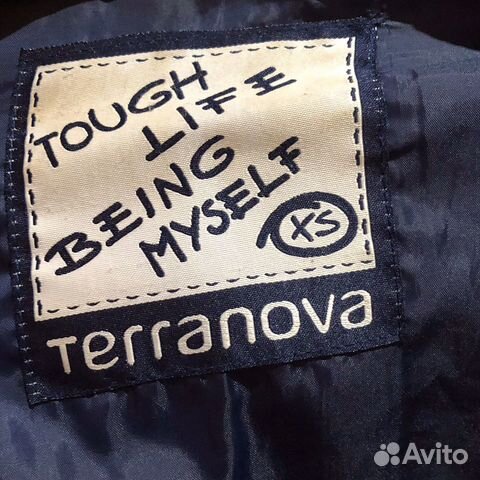 TOUGH
LIFE
BEING
MYSELF
XS
Terranova
Avito